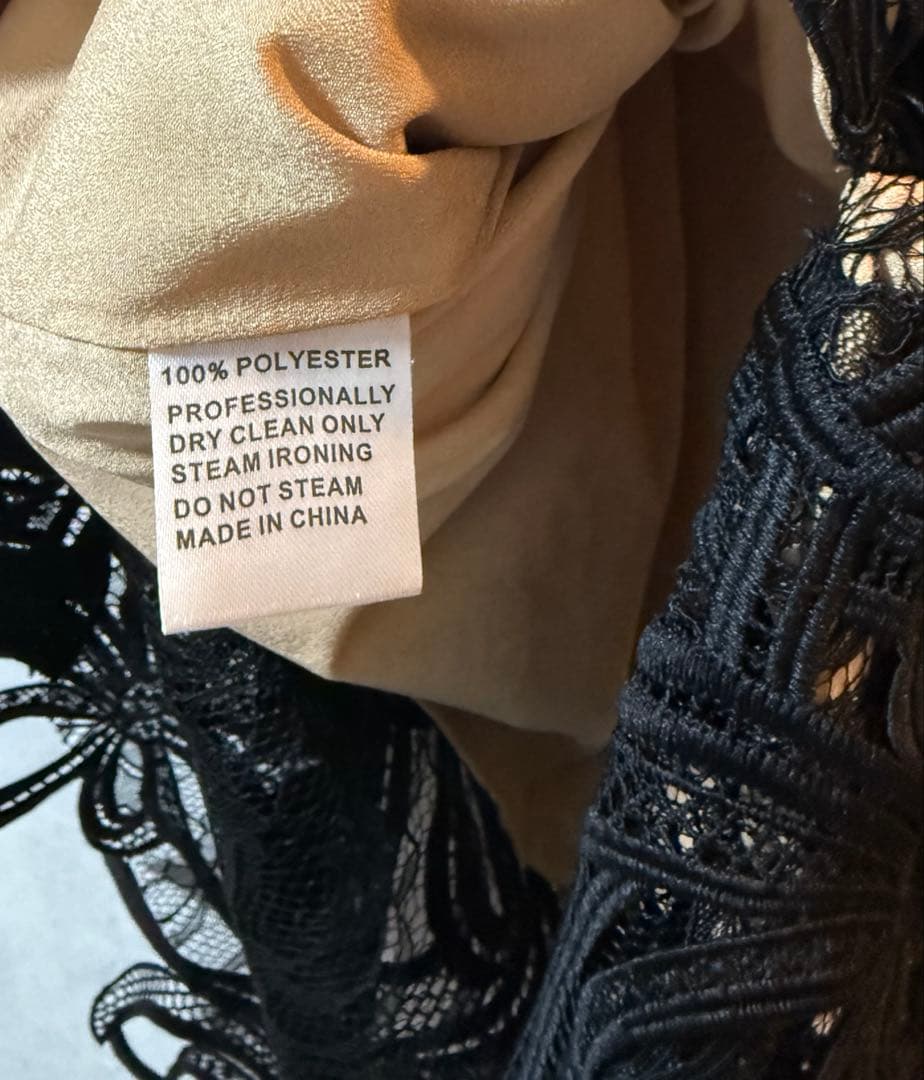 100% POLYESTER
PROFESSIONALLY
DRY CLEAN ONLY
STEAM IRONING
DO NOT STEAM
MADE IN CHINA